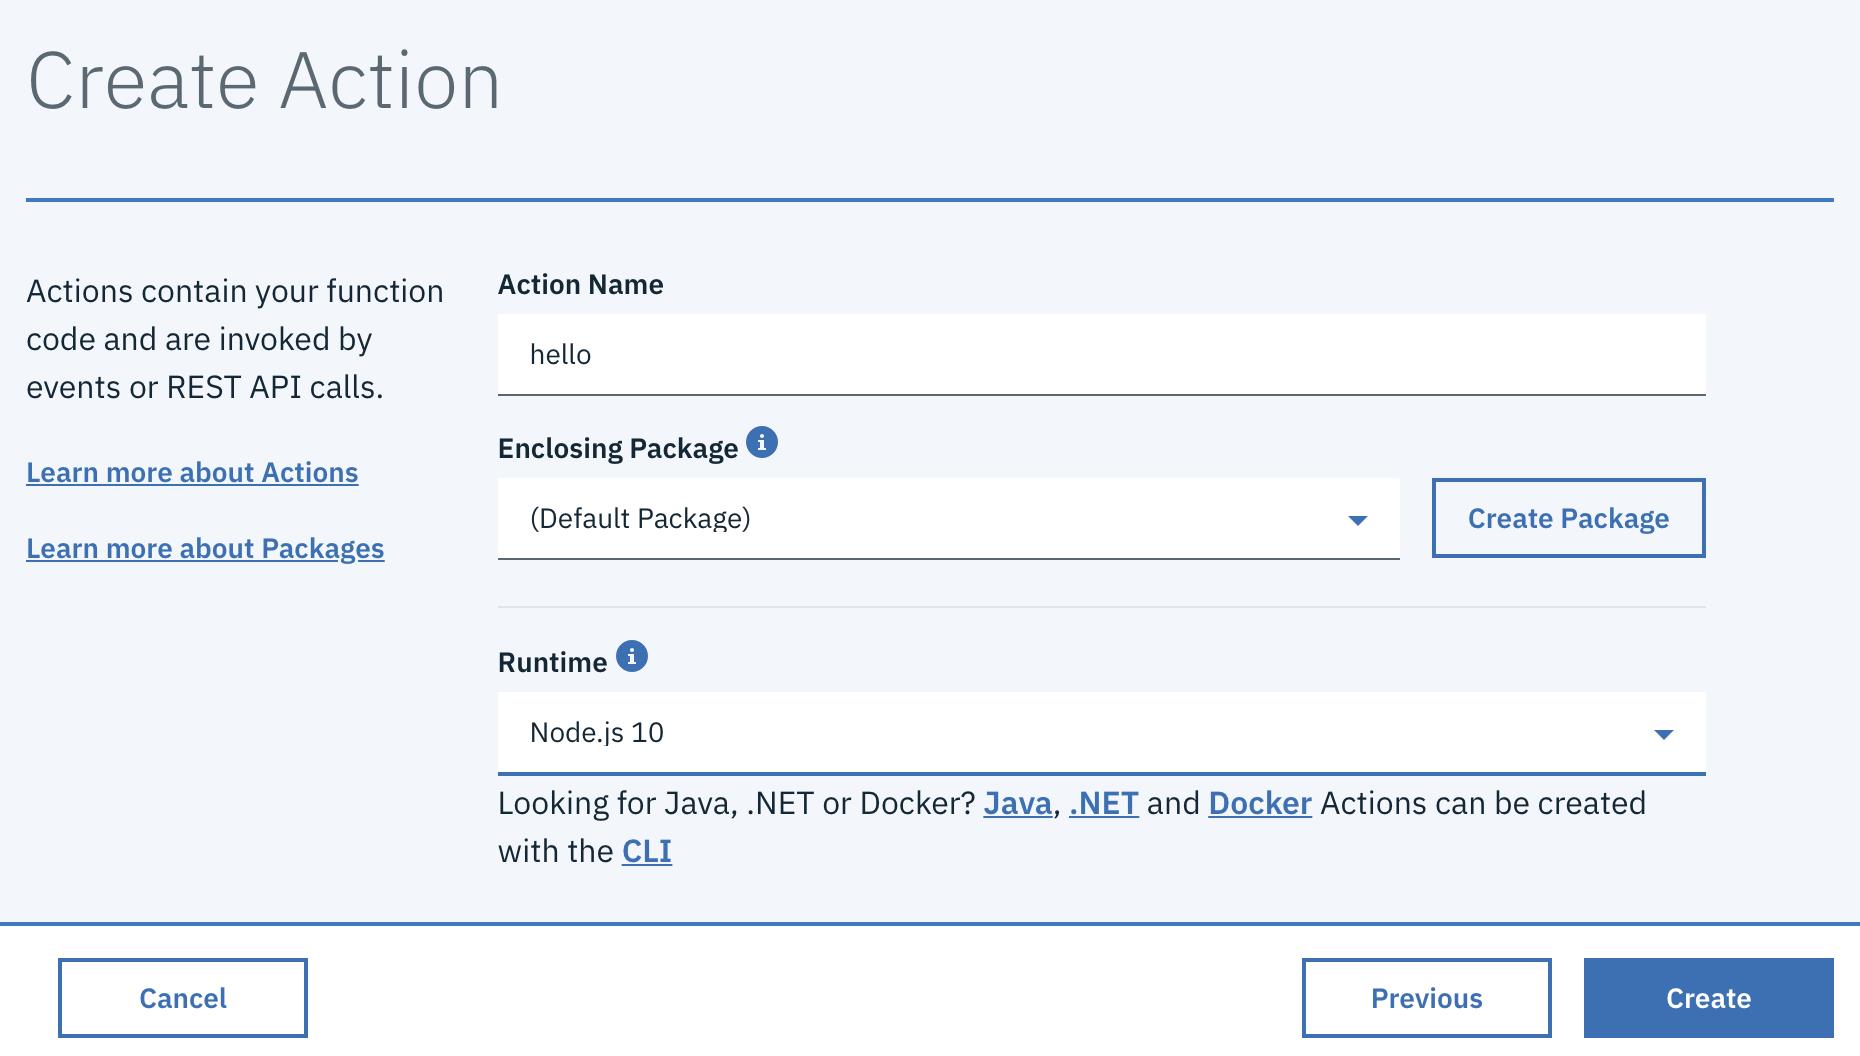 Create Action
Actions contain your function
code and are invoked by
events or REST API calls.
Learn more about Actions
Learn more about Packages
Action Name
hello
Enclosing Package
(Default Package)
Create Package
Runtime
Node.js 10
Looking for Java, .NET or Docker? Java, .NET and Docker Actions can be created
with the CLI
Cancel
Previous
Create